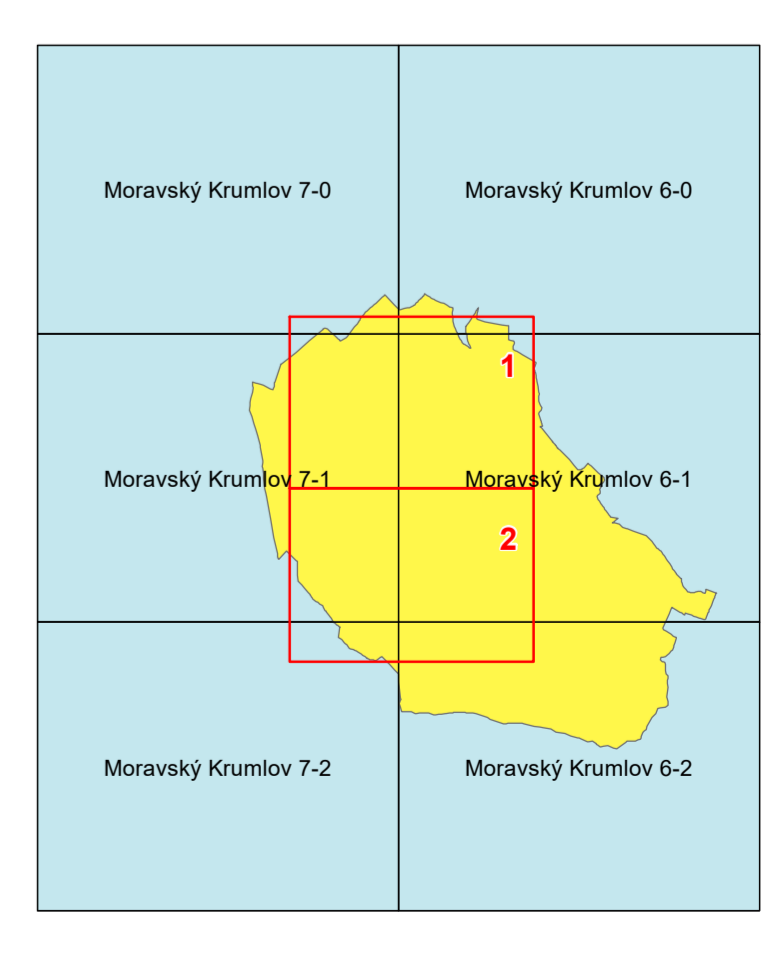 Moravský Krumlov 7-0
Moravský Krumlov 6-0
1
Moravský Krumlov 7-1
Moravský Krumlov 6-1
2
Moravský Krumlov 7-2
Moravský Krumlov 6-2